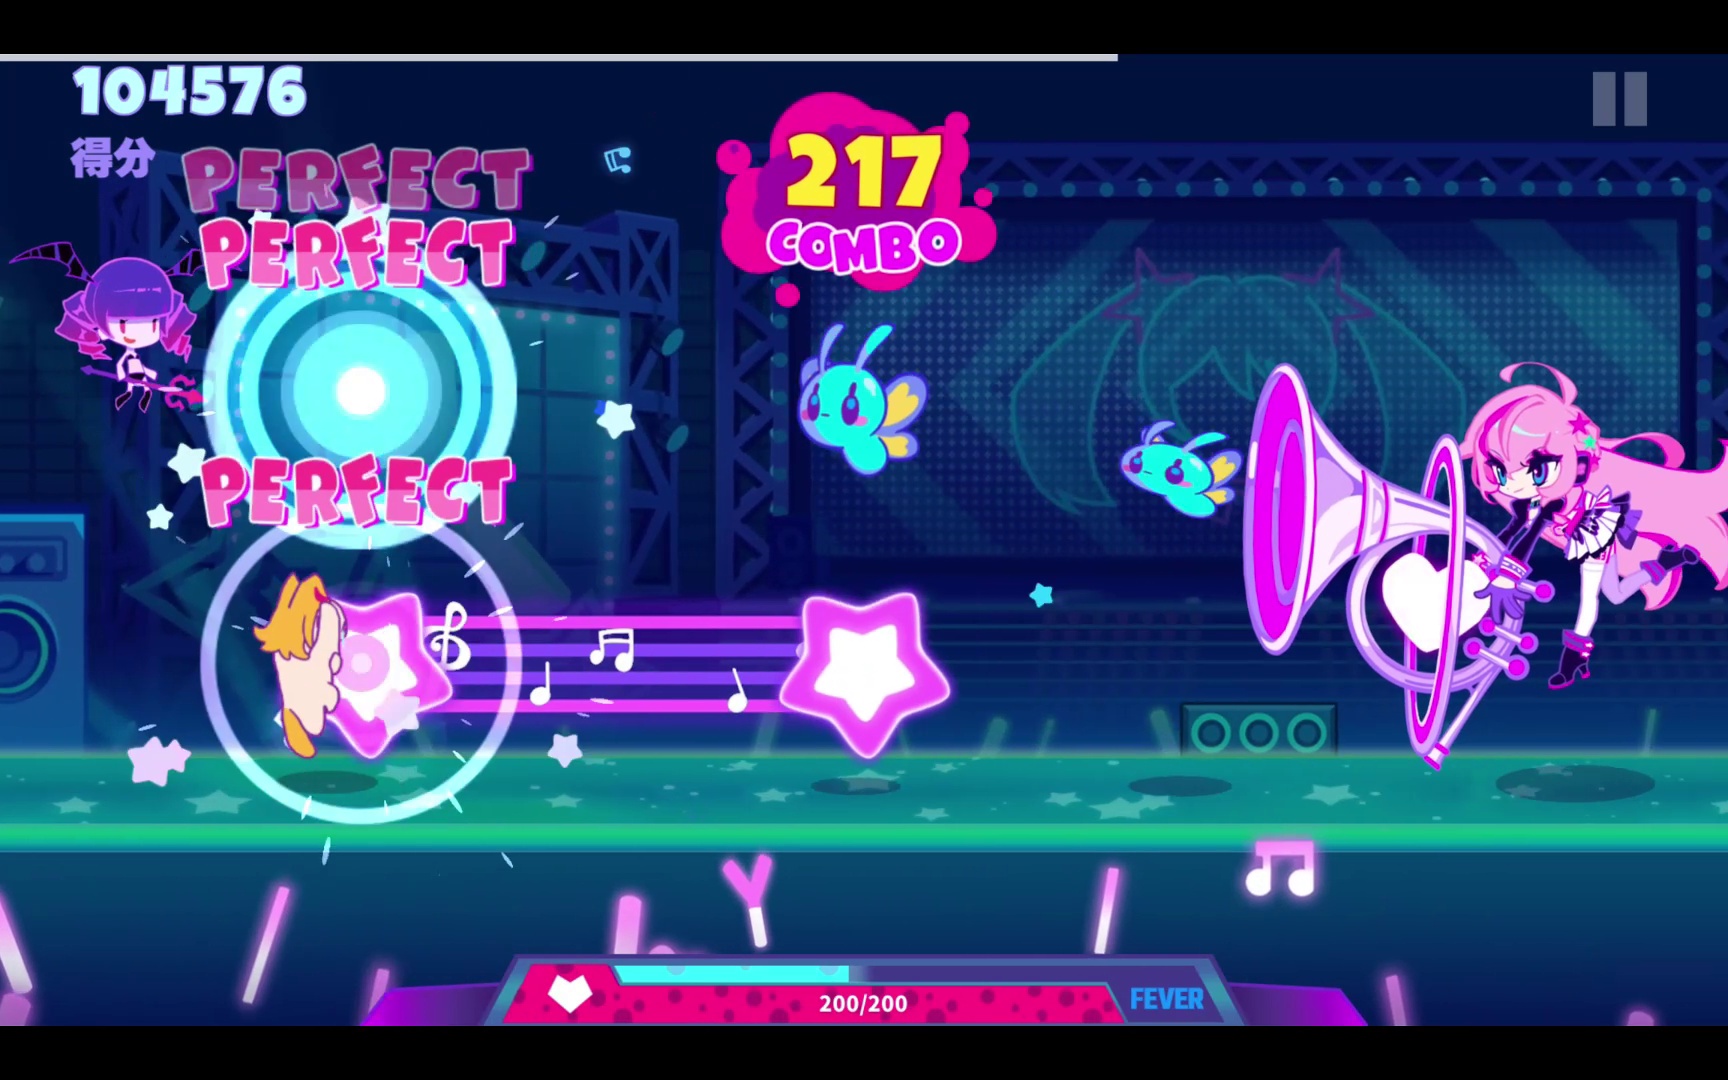 104576
得分
PERFECT
PERFECT
217
COMBO
PERFECT
200/200
FEVER